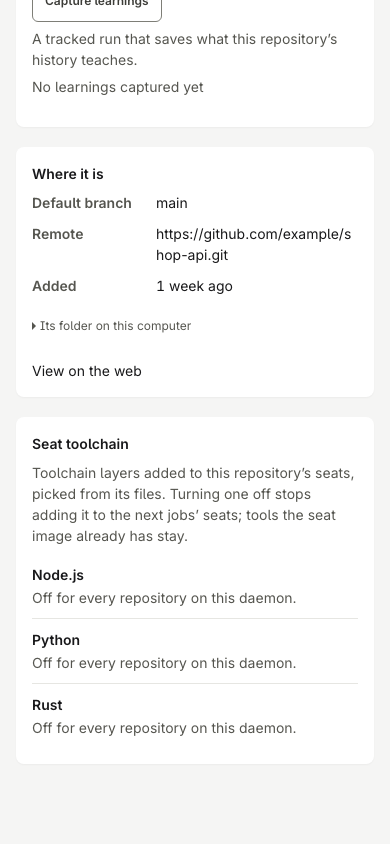 Capture learnings
A tracked run that saves what this repository's
history teaches.
No learnings captured yet
Where it is
Default branch main
Remote https://github.com/example/s
hop-api.git
Added 1 week ago
Its folder on this computer
View on the web
Seat toolchain
Toolchain layers added to this repository’s seats,
picked from its files. Turning one off stops
adding it to the next jobs’ seats; tools the seat
image already has stay.
Node.js
Off for every repository on this daemon.
Python
Off for every repository on this daemon.
Rust
Off for every repository on this daemon.